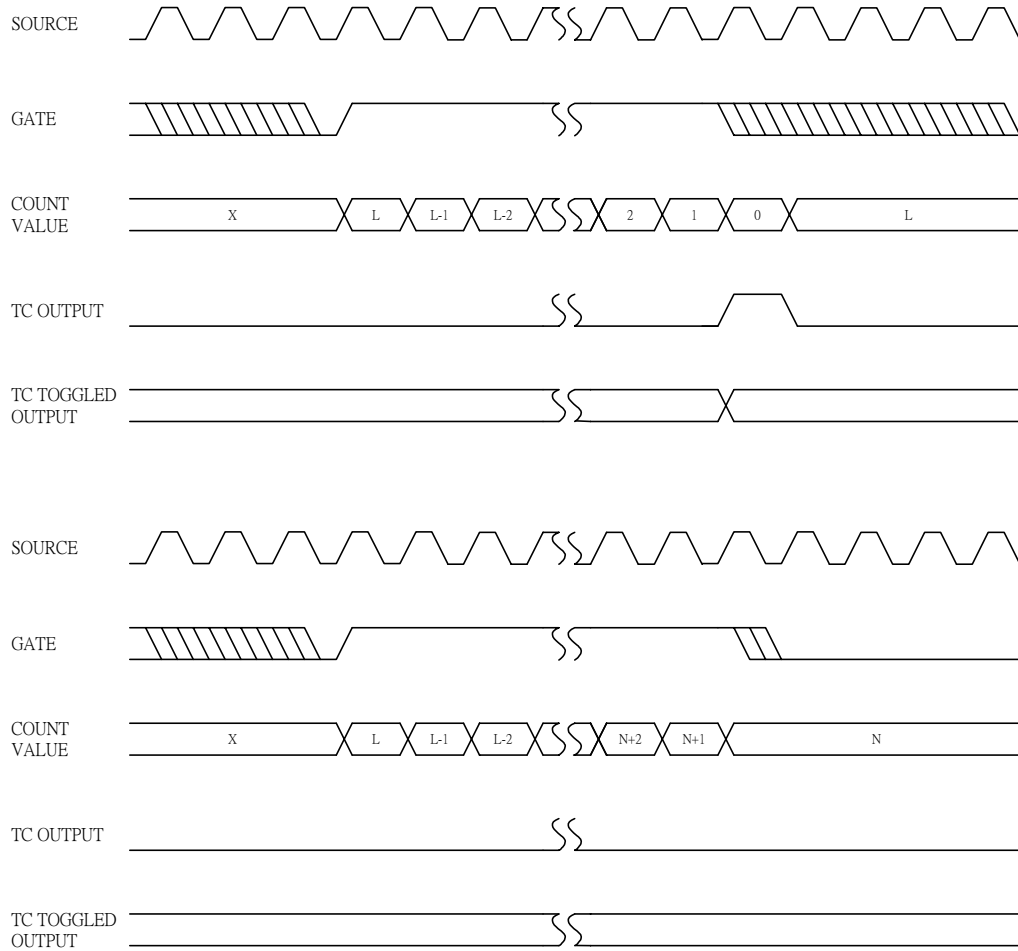 SOURCE
GATE
COUNT
VALUE
X L L-1 L-2 2 1 0 L
TC OUTPUT
TC TOGGLED
OUTPUT
SOURCE
GATE
COUNT
VALUE
X L L-1 L-2 N+2 N+1 N
TC OUTPUT
TC TOGGLED
OUTPUT